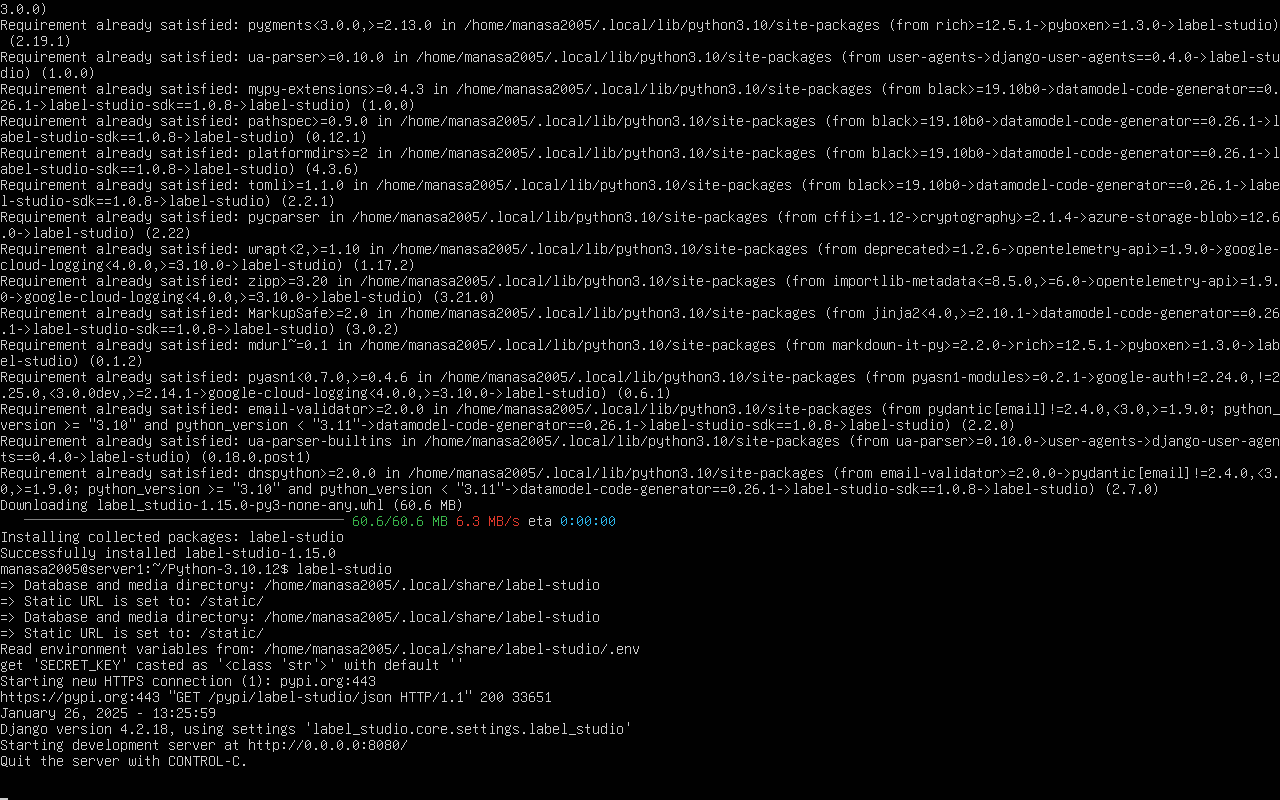 3.0.0)
Requirement already satisfied: pygments<3.0.0,>=2.13.0 in /home/manasa2005/.local/lib/python3.10/site-packages (from rich>=12.5.1->pyboxen>=1.3.0->label-studio)
 (2.19.1)
Requirement already satisfied: ua-parser>=0.10.0 in /home/manasa2005/.local/lib/python3.10/site-packages (from user-agents->django-user-agents==0.4.0->label-stu
dio) (1.0.0)
Requirement already satisfied: mypy-extensions>=0.4.3 in /home/manasa2005/.local/lib/python3.10/site-packages (from black>=19.10b0->datamodel-code-generator==0.
26.1->label-studio-sdk==1.0.8->label-studio) (1.0.0)
Requirement already satisfied: pathspec>=0.9.0 in /home/manasa2005/.local/lib/python3.10/site-packages (from black>=19.10b0->datamodel-code-generator==0.26.1->l
abel-studio-sdk==1.0.8->label-studio) (0.12.1)
Requirement already satisfied: platformdirs>=2 in /home/manasa2005/.local/lib/python3.10/site-packages (from black>=19.10b0->datamodel-code-generator==0.26.1->l
abel-studio-sdk==1.0.8->label-studio) (4.3.6)
Requirement already satisfied: tomli>=1.1.0 in /home/manasa2005/.local/lib/python3.10/site-packages (from black>=19.10b0->datamodel-code-generator==0.26.1->labe
l-studio-sdk==1.0.8->label-studio) (2.2.1)
Requirement already satisfied: pycparser in /home/manasa2005/.local/lib/python3.10/site-packages (from cffi>=1.12->cryptography>=2.1.4->azure-storage-blob>=12.6
.0->label-studio) (2.22)
Requirement already satisfied: wrapt<2,>=1.10 in /home/manasa2005/.local/lib/python3.10/site-packages (from deprecated>=1.2.6->opentelemetry-api>=1.9.0->google-
cloud-logging<4.0.0,>=3.10.0->label-studio) (1.17.2)
Requirement already satisfied: zipp>=3.20 in /home/manasa2005/.local/lib/python3.10/site-packages (from importlib-metadata<=8.5.0,>=6.0->opentelemetry-api>=1.9.
0->google-cloud-logging<4.0.0,>=3.10.0->label-studio) (3.21.0)
Requirement already satisfied: MarkupSafe>=2.0 in /home/manasa2005/.local/lib/python3.10/site-packages (from jinja2<4.0,>=2.10.1->datamodel-code-generator==0.26
.1->label-studio-sdk==1.0.8->label-studio) (3.0.2)
Requirement already satisfied: mdurl~=0.1 in /home/manasa2005/.local/lib/python3.10/site-packages (from markdown-it-py>=2.2.0->rich>=12.5.1->pyboxen>=1.3.0->lab
el-studio) (0.1.2)
Requirement already satisfied: pyasn1<0.7.0,>=0.4.6 in /home/manasa2005/.local/lib/python3.10/site-packages (from pyasn1-modules>=0.2.1->google-auth!=2.24.0,!=2
.25.0,<3.0.0dev,>=2.14.1->google-cloud-logging<4.0.0,>=3.10.0->label-studio) (0.6.1)
Requirement already satisfied: email-validator>=2.0.0 in /home/manasa2005/.local/lib/python3.10/site-packages (from pydantic[email]!=2.4.0,<3.0,>=1.9.0; python_
version >= "3.10" and python_version < "3.11"->datamodel-code-generator==0.26.1->label-studio-sdk==1.0.8->label-studio) (2.2.0)
Requirement already satisfied: ua-parser-builtins in /home/manasa2005/.local/lib/python3.10/site-packages (from ua-parser>=0.10.0->user-agents->django-user-agen
ts==0.4.0->label-studio) (0.18.0.post1)
Requirement already satisfied: dnspython>=2.0.0 in /home/manasa2005/.local/lib/python3.10/site-packages (from email-validator>=2.0.0->pydantic[email]!=2.4.0,<3.
0,>=1.9.0; python_version >= "3.10" and python_version < "3.11"->datamodel-code-generator==0.26.1->label-studio-sdk==1.0.8->label-studio) (2.7.0)
Downloading label_studio-1.15.0-py3-none-any.whl (60.6 MB)
60.6/60.6 MB 6.3 MB/s eta 0:00:00
Installing collected packages: label-studio
Successfully installed label-studio-1.15.0
manasa2005@server1:~/Python-3.10.12$ label-studio
=> Database and media directory: /home/manasa2005/.local/share/label-studio
=> Static URL is set to: /static/
=> Database and media directory: /home/manasa2005/.local/share/label-studio
=> Static URL is set to: /static/
Read environment variables from: /home/manasa2005/.local/share/label-studio/.env
get 'SECRET_KEY' casted as '<class 'str'>' with default ''
Starting new HTTPS connection (1): pypi.org:443
https://pypi.org:443 "GET /pypi/label-studio/json HTTP/1.1" 200 33651
January 26, 2025 - 13:25:59
Django version 4.2.18, using settings 'label_studio.core.settings.label_studio'
Starting development server at http://0.0.0.0:8080/
Quit the server with CONTROL-C.